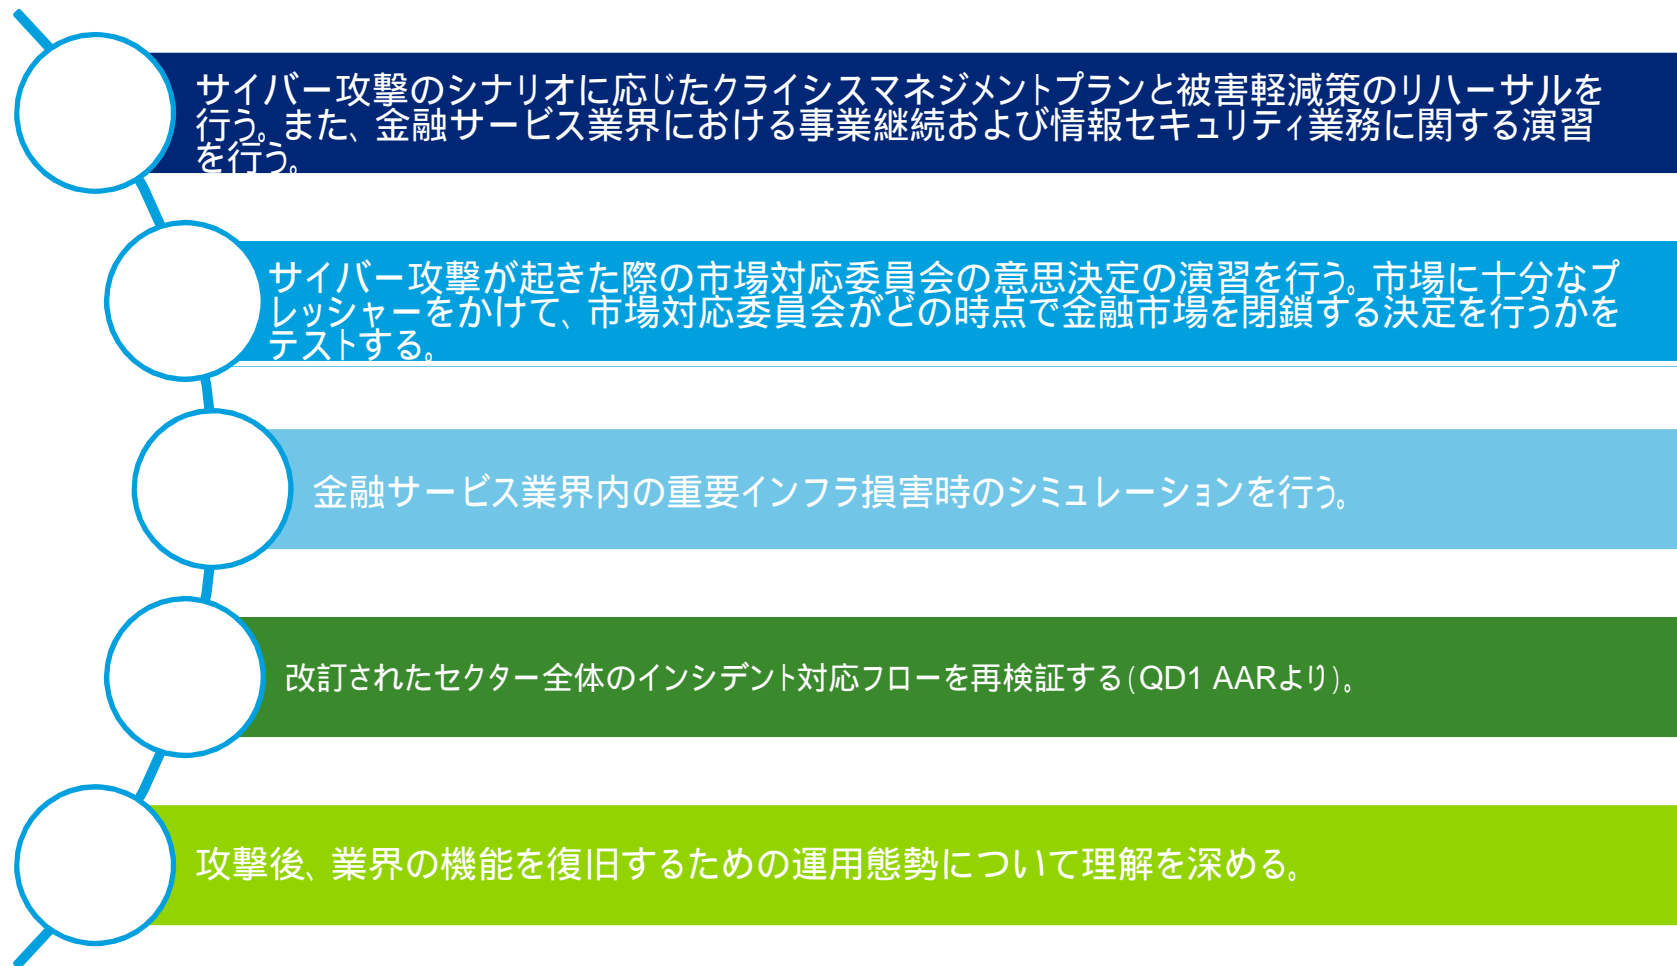 サイバー攻撃のシナリオに応じたクライシスマネジメントプランと被害軽減策のリハーサルを
行う。また、金融サービス業界における事業継続および情報セキュリティ業務に関する演習
を行う。
サイバー攻撃が起きた際の市場対応委員会の意思決定の演習を行う。市場に十分なプ
レッシャーをかけて、市場対応委員会がどの時点で金融市場を閉鎖する決定を行うかを
テストする。
金融サービス業界内の重要インフラ損害時のシミュレーションを行う。
改訂されたセクター全体のインシデント対応フローを再検証する(QD1 AARより)。
攻撃後、業界の機能を復旧するための運用態勢について理解を深める。